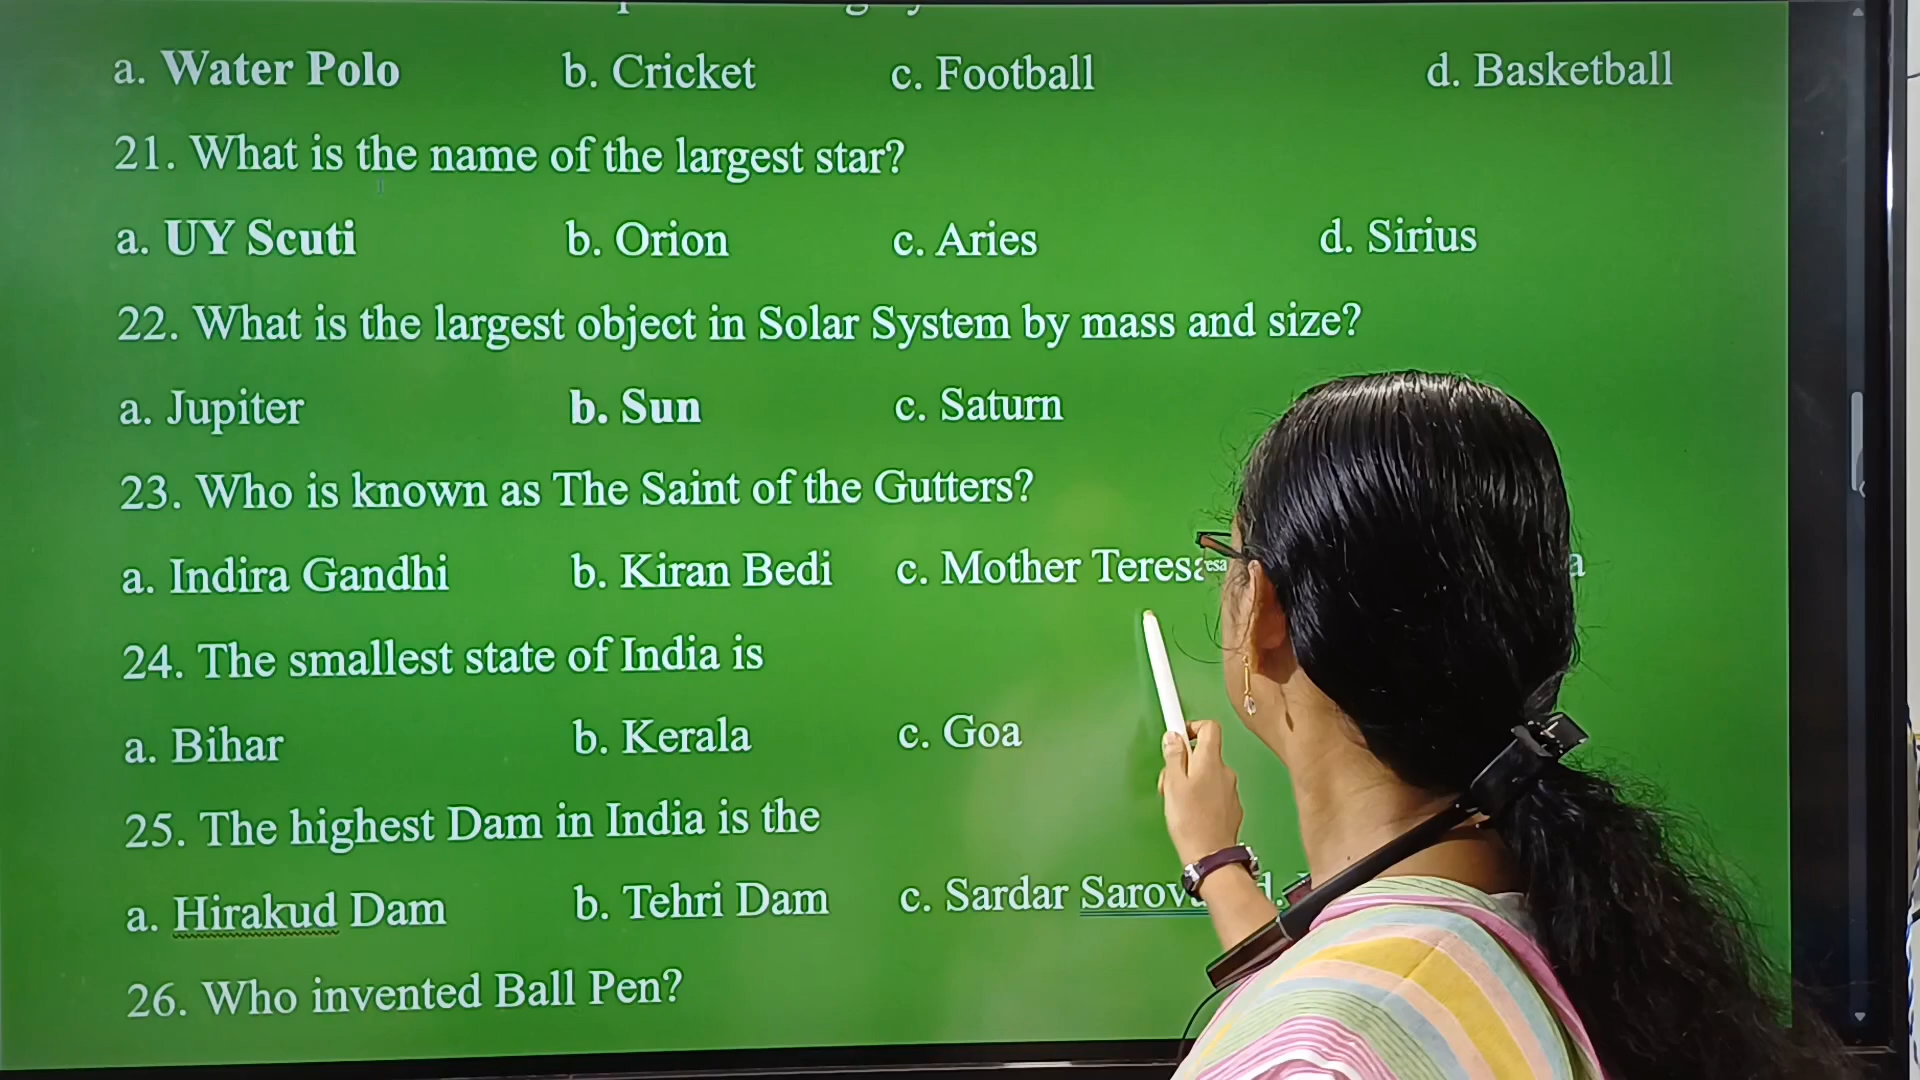 a. Water Polo b. Cricket c. Football d. Basketball
21. What is the name of the largest star?
a. UY Scuti b. Orion c. Aries d. Sirius
22. What is the largest object in Solar System by mass and size?
a. Jupiter b. Sun c. Saturn
23. Who is known as The Saint of the Gutters?
a. Indira Gandhi b. Kiran Bedi c. Mother Teresa
24. The smallest state of India is
a. Bihar b. Kerala c. Goa
25. The highest Dam in India is the
a. Hirakud Dam b. Tehri Dam c. Sardar d.
26. Who invented Ball Pen?